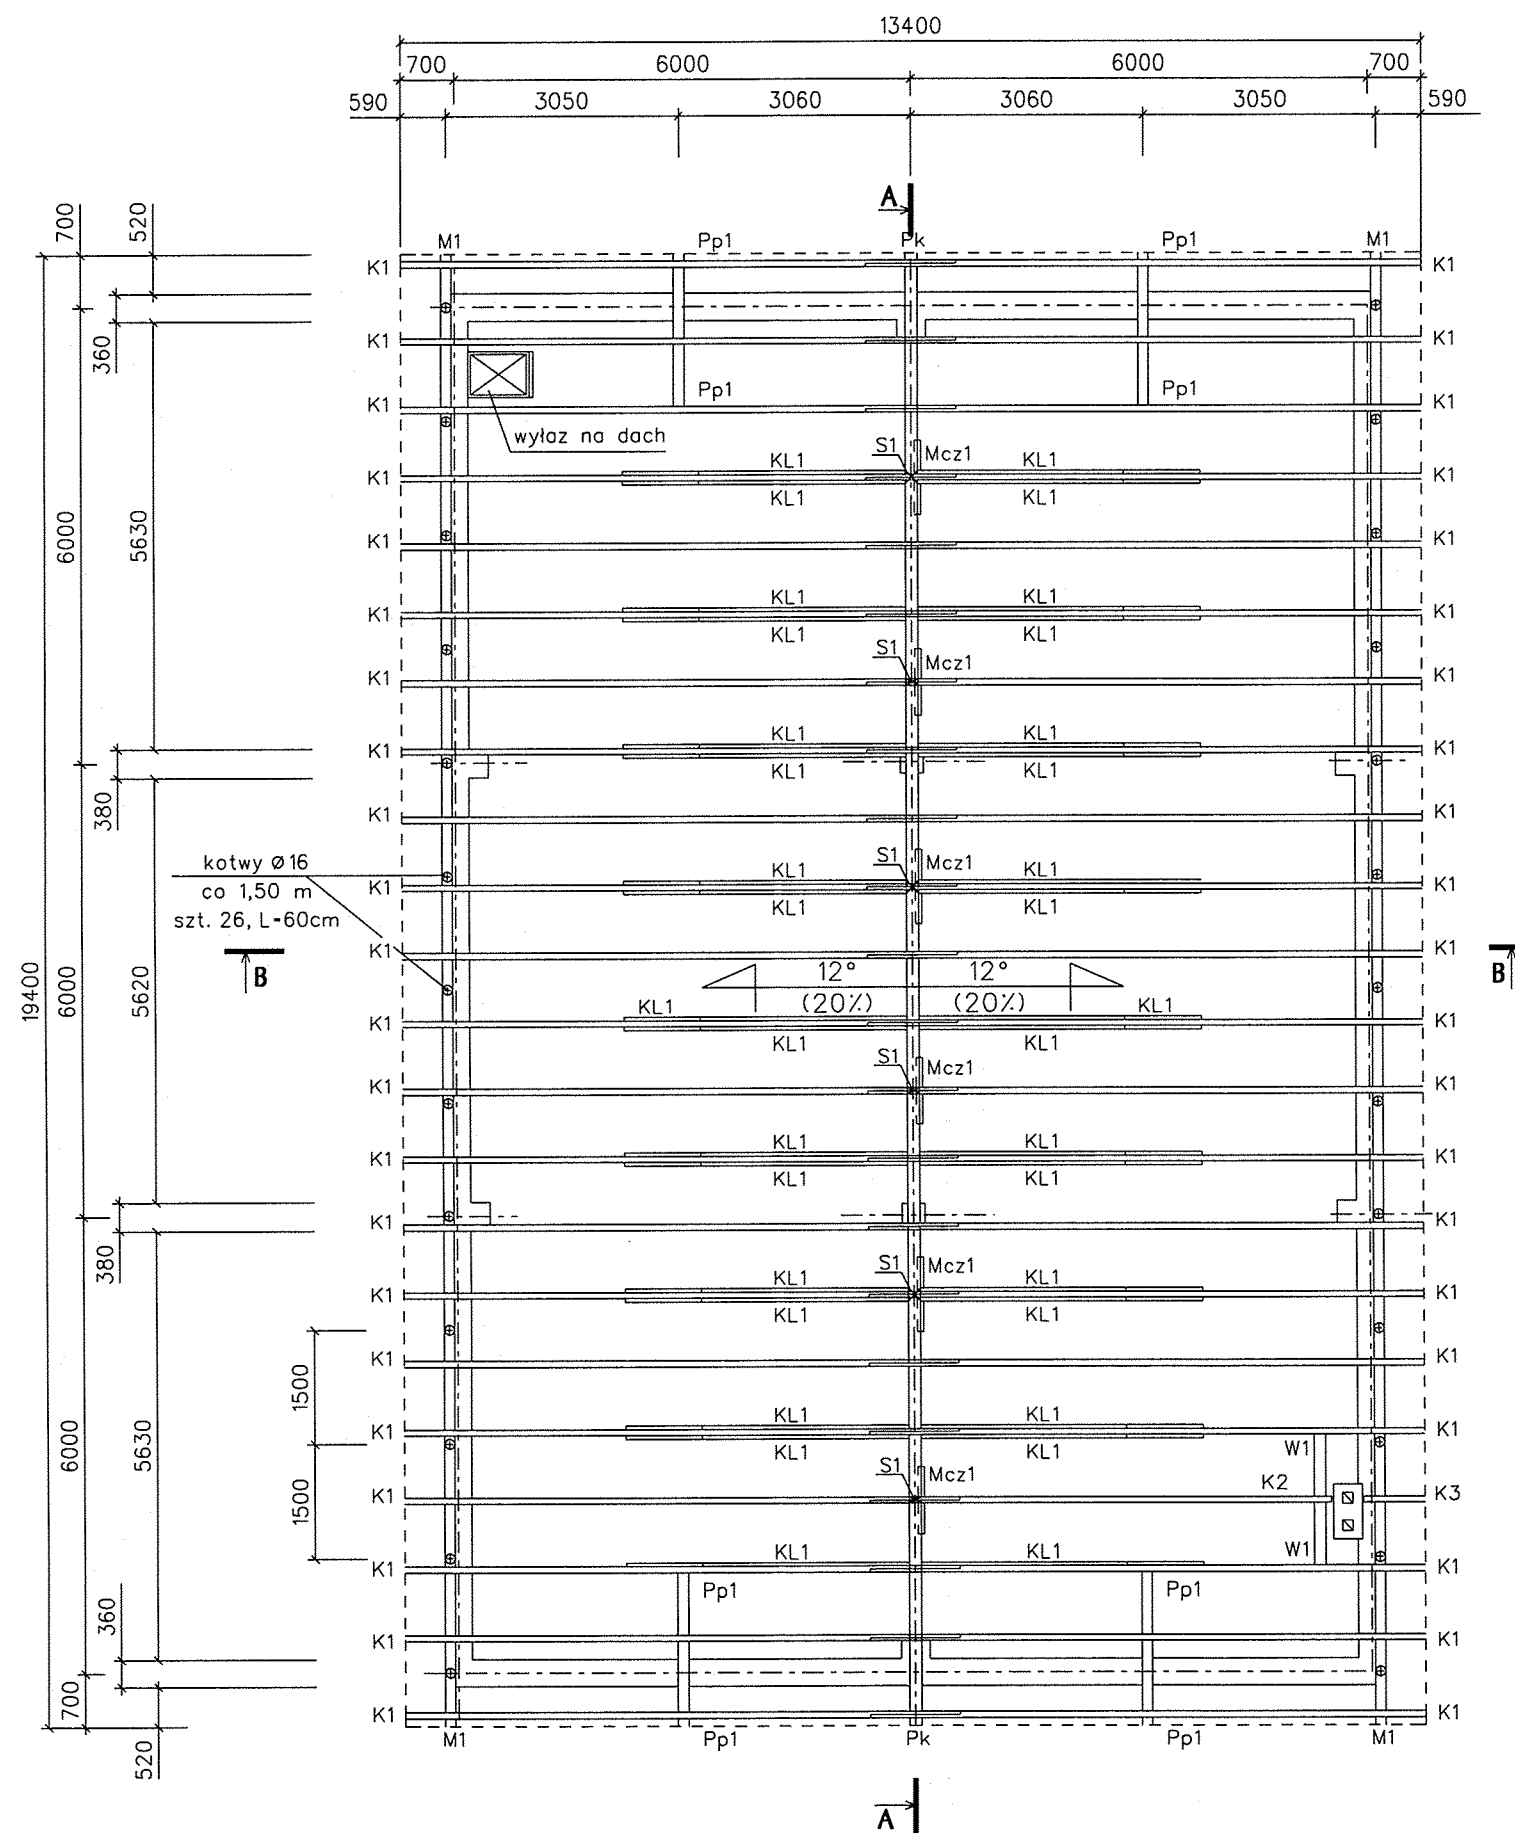 13400
700 6000 6000 700
590 3050 3060 3060 3050 590
A
700 520
M1 Pp1 Pk Pp1 M1
K1 K1
360
K1 K1
Pp1 Pp1
K1 K1
wyłaz na dach
S1 Mcz1
KL1 KL1
K1 K1
KL1 KL1
6000 5630
K1 K1
KL1 KL1
K1 K1
KL1 KL1
S1 Mcz1
K1 K1
KL1 KL1
K1 K1
KL1 KL1
380
K1 K1
kotwy Ø16
co 1,50 m
szt. 26, L-60cm
S1 Mcz1
KL1 KL1
K1 K1
KL1 KL1
K1 K1
B B
19400 6000 5620
12° 12°
(20%) (20%)
KL1 KL1
K1 K1
KL1 KL1
S1 Mcz1
K1 K1
KL1 KL1
K1 K1
KL1 KL1
K1 K1
380
S1 Mcz1
KL1 KL1
K1 K1
KL1 KL1
K1 K1
1500
KL1 KL1
K1 K1
KL1 KL1
W1
6000 5630
S1 Mcz1
K2
K1 K3
1500
W1
KL1 KL1
K1 K1
Pp1 Pp1
360
K1 K1
700
K1 K1
M1 Pp1 Pk Pp1 M1
520
A